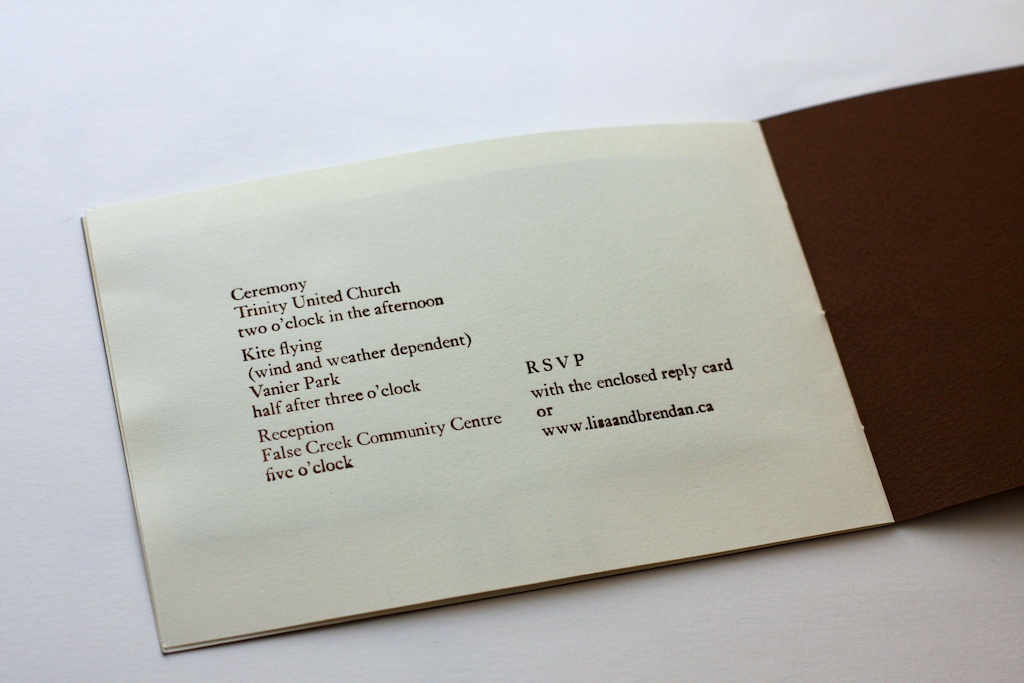 Ceremony
Trinity United Church
two o'clock in the afternoon
Kite flying
(wind and weather dependent)
Vanier Park
half after three o'clock
Reception
False Creek Community Centre
five o'clock
RSVP
with the enclosed reply card
or
www.lisaandbrendan.ca